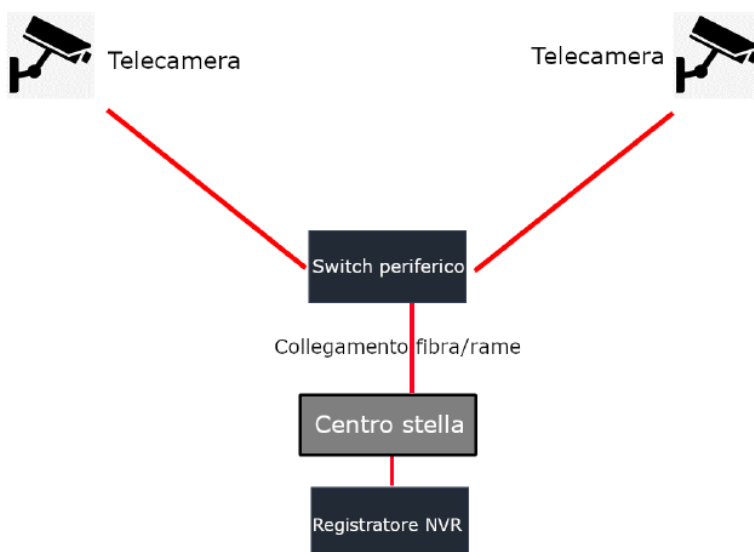 Telecamera
Telecamera
Switch periferico
Collegamento fibra/rame
Centro stella
Registratore NVR